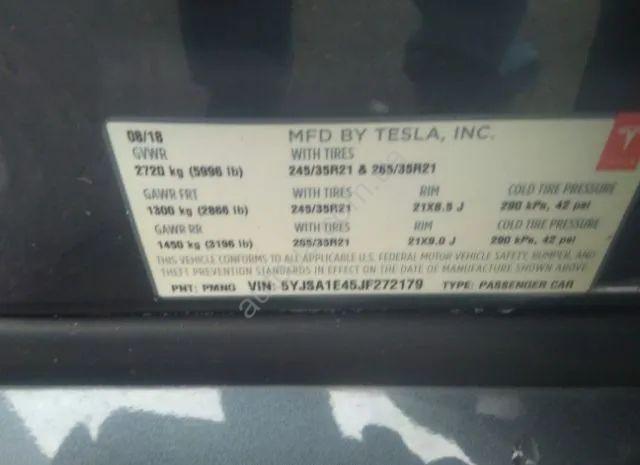 08/18 MFD BY TESLA, INC.
GVWR WITH TIRES
2720 kg (5996 lb) 245/35R21 & 265/35R21
GAWR FRT WITH TIRES RIM COLD TIRE PRESSURE
1300 kg (2866 lb) 245/35R21 21X8.5 J 290 kPa, 42 psi
GAWR RR WITH TIRES RIM COLD TIRE PRESSURE
1450 kg (3196 lb) 265/35R21 21X9.0 J 290 kPa, 42 psi
THIS VEHICLE CONFORMS TO ALL APPLICABLE U.S. FEDERAL MOTOR VEHICLE SAFETY, BUMPER, AND
THEFT PREVENTION STANDARDS IN EFFECT ON THE DATE OF MANUFACTURE SHOWN ABOVE.
PNT: PMNG VIN: 5YJSA1E45JF272179 TYPE: PASSENGER CAR